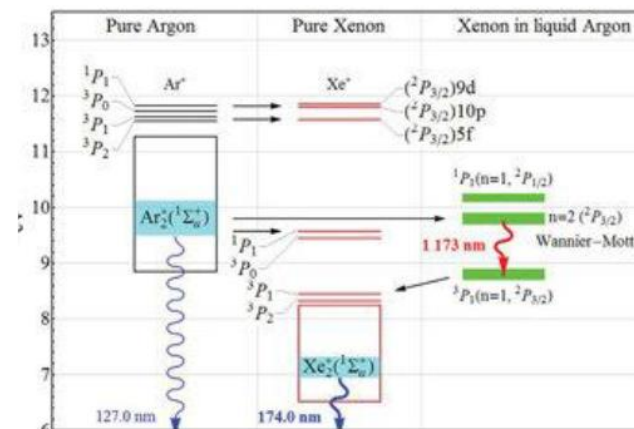 Pure Argon
Pure Xenon
Xenon in liquid Argon
13
12
11
10
9
8
7
6
Ar*
¹P₁
³P₀
³P₁
³P₂
Ar₂*(¹Σᵤ⁺)
127.0 nm
Xe*
(²P₃/₂)9d
(²P₃/₂)10p
(²P₃/₂)5f
¹P₁
³P₀
³P₁
³P₂
Xe₂*(¹Σᵤ⁺)
174.0 nm
¹P₁(n=1, ²P₁/₂)
n=2 (²P₃/₂)
Wannier–Mott
1 173 nm
³P₁(n=1, ²P₃/₂)